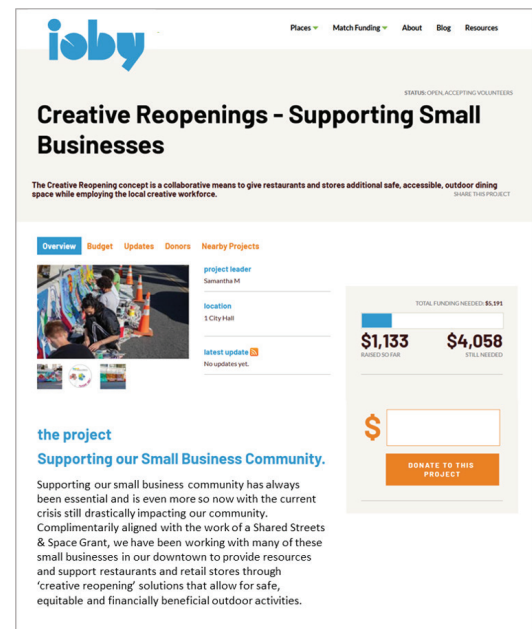 ioby
Places Match Funding About Blog Resources
STATUS: OPEN, ACCEPTING VOLUNTEERS
Creative Reopenings - Supporting Small
Businesses
The Creative Reopening concept is a collaborative means to give restaurants and stores additional safe, accessible, outdoor dining
space while employing the local creative workforce.
SHARE THIS PROJECT
Overview Budget Updates Donors Nearby Projects
project leader
Samantha M
location
1 City Hall
latest update
No updates yet.
TOTAL FUNDING NEEDED: $5,191
$1,133 $4,058
RAISED SO FAR STILL NEEDED
$
DONATE TO THIS
PROJECT
the project
Supporting our Small Business Community.
Supporting our small business community has always
been essential and is even more so now with the current
crisis still drastically impacting our community.
Complimentarily aligned with the work of a Shared Streets
& Space Grant, we have been working with many of these
small businesses in our downtown to provide resources
and support restaurants and retail stores through
‘creative reopening’ solutions that allow for safe,
equitable and financially beneficial outdoor activities.